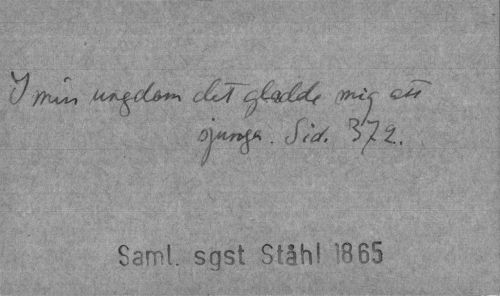 I min ungdom det gladde mig att
sjunga. Sid. 372.
Saml. sgst Ståhl 1865